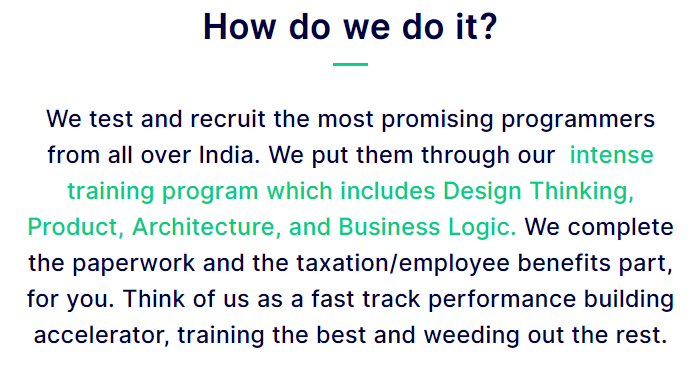 How do we do it?
We test and recruit the most promising programmers
from all over India. We put them through our intense
training program which includes Design Thinking,
Product, Architecture, and Business Logic. We complete
the paperwork and the taxation/employee benefits part,
for you. Think of us as a fast track performance building
accelerator, training the best and weeding out the rest.